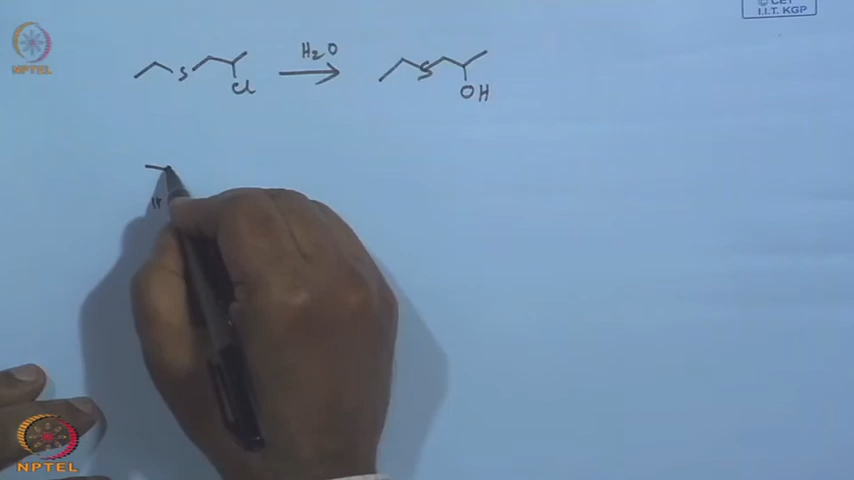 © CET
I.I.T. KGP
NPTEL
H₂O
S
Cl
S
OH
NPTEL